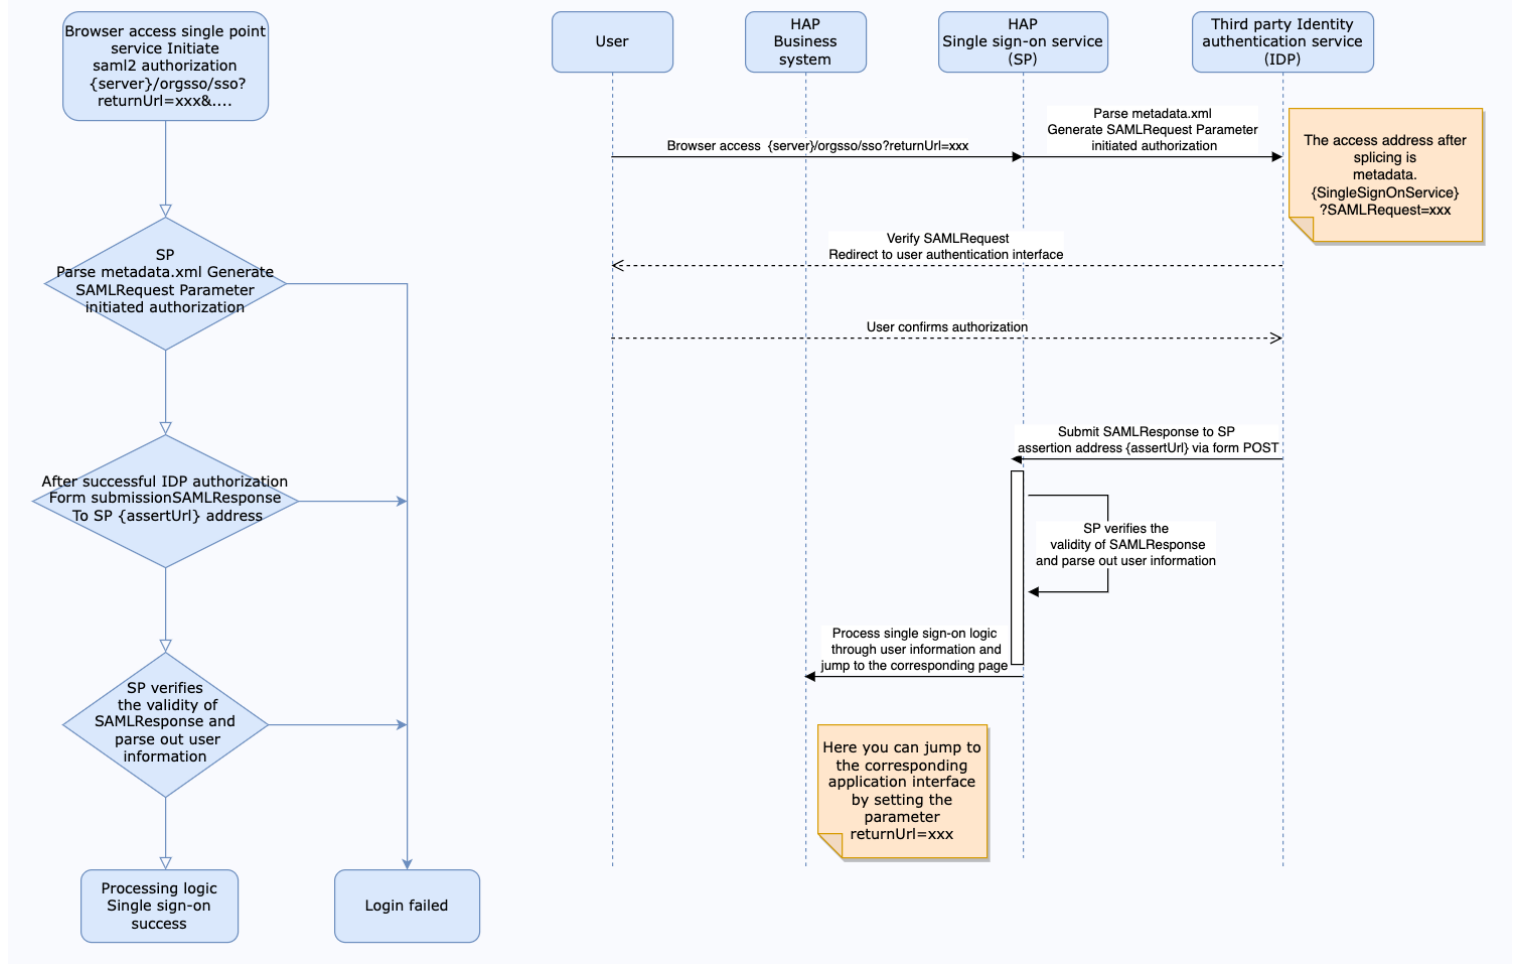 Browser access single point
service Initiate
saml2 authorization
{server}/orgsso/sso?
returnUrl=xxx&....
SP
Parse metadata.xml Generate
SAMLRequest Parameter
initiated authorization
After successful IDP authorization
Form submissionSAMLResponse
To SP {assertUrl} address
SP verifies
the validity of
SAMLResponse and
parse out user
information
Processing logic
Single sign-on
success
Login failed
User
HAP
Business
system
HAP
Single sign-on service
(SP)
Third party Identity
authentication service
(IDP)
Browser access {server}/orgsso/sso?returnUrl=xxx
Parse metadata.xml
Generate SAMLRequest Parameter
initiated authorization
The access address after
splicing is
metadata.
{SingleSignOnService}
?SAMLRequest=xxx
Verify SAMLRequest
Redirect to user authentication interface
User confirms authorization
Submit SAMLResponse to SP
assertion address {assertUrl} via form POST
SP verifies the
validity of SAMLResponse
and parse out user information
Process single sign-on logic
through user information and
jump to the corresponding page
Here you can jump to
the corresponding
application interface
by setting the
parameter
returnUrl=xxx